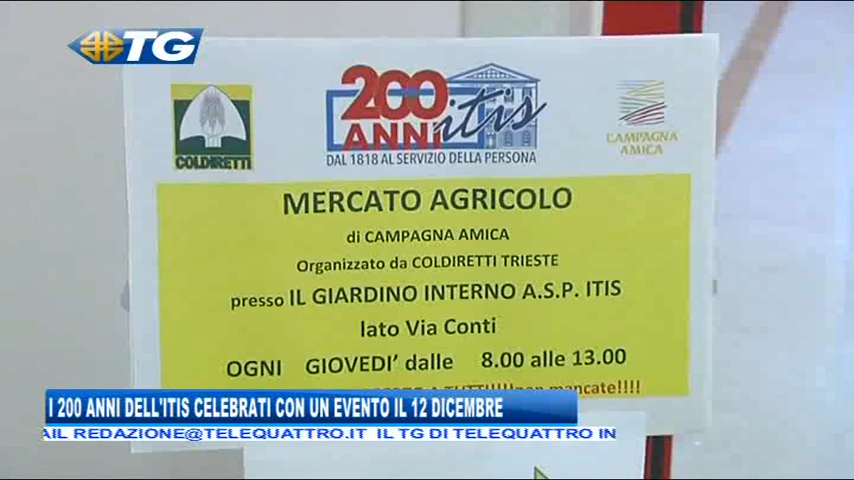 TG
COLDIRETTI
200
ANNI itis
DAL 1818 AL SERVIZIO DELLA PERSONA
CAMPAGNA
AMICA
MERCATO AGRICOLO
di CAMPAGNA AMICA
Organizzato da COLDIRETTI TRIESTE
presso IL GIARDINO INTERNO A.S.P. ITIS
lato Via Conti
OGNI GIOVEDI' dalle 8.00 alle 13.00
A TUTTI!!!!!non mancate!!!!
I 200 ANNI DELL'ITIS CELEBRATI CON UN EVENTO IL 12 DICEMBRE
AIL REDAZIONE@TELEQUATTRO.IT IL TG DI TELEQUATTRO IN